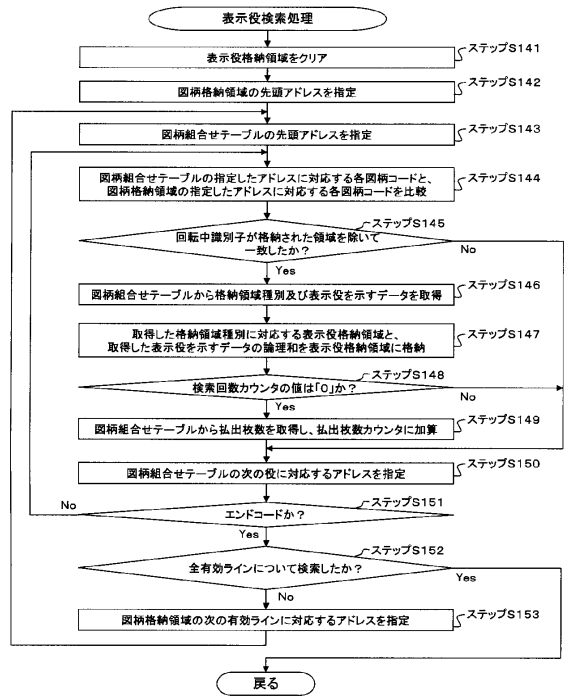 表示役検索処理
表示役格納領域をクリア
ステップS141
図柄格納領域の先頭アドレスを指定
ステップS142
図柄組合せテーブルの先頭アドレスを指定
ステップS143
図柄組合せテーブルの指定したアドレスに対応する各図柄コードと、
図柄格納領域の指定したアドレスに対応する各図柄コードを比較
ステップS144
ステップS145
回転中識別子が格納された領域を除いて
一致したか?
No
Yes
図柄組合せテーブルから格納領域種別及び表示役を示すデータを取得
ステップS146
取得した格納領域種別に対応する表示役格納領域と、
取得した表示役を示すデータの論理和を表示役格納領域に格納
ステップS147
ステップS148
検索回数カウンタの値は「0」か?
No
Yes
図柄組合せテーブルから払出枚数を取得し、払出枚数カウンタに加算
ステップS149
図柄組合せテーブルの次の役に対応するアドレスを指定
ステップS150
ステップS151
No
エンドコードか?
Yes
ステップS152
全有効ラインについて検索したか?
Yes
No
図柄格納領域の次の有効ラインに対応するアドレスを指定
ステップS153
戻る